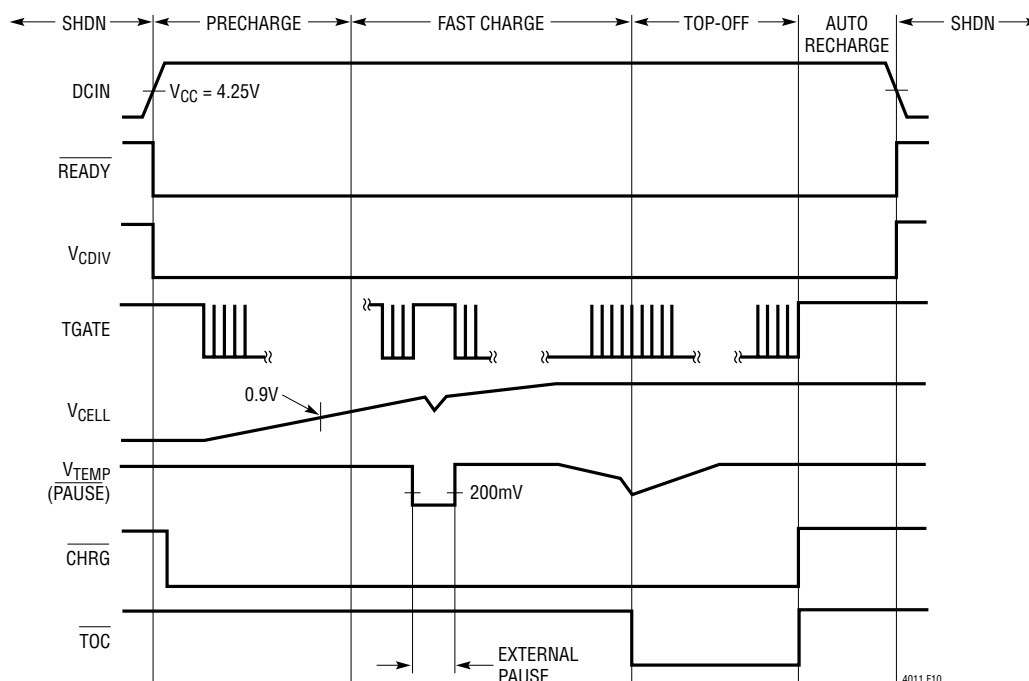 SHDN PRECHARGE FAST CHARGE TOP-OFF AUTO RECHARGE SHDN
DCIN
VCC = 4.25V
READY
VCDIV
TGATE
0.9V
VCELL
VTEMP
(PAUSE)
200mV
CHRG
TOC
EXTERNAL
PAUSE
4011 F10